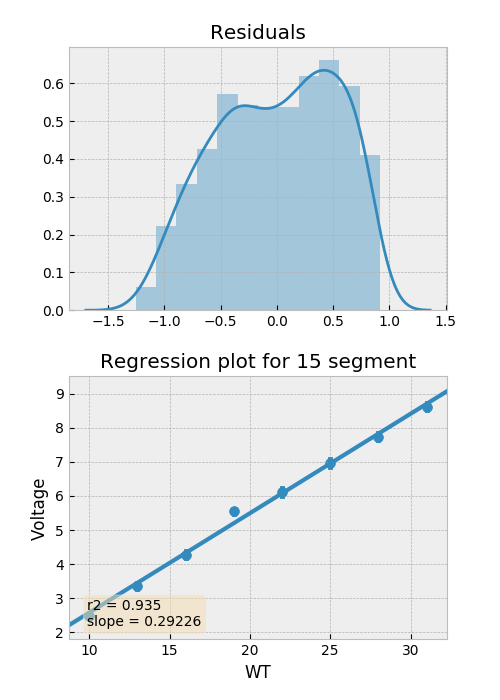 Residuals
0.6
0.5
0.4
0.3
0.2
0.1
0.0
−1.5 −1.0 −0.5 0.0 0.5 1.0 1.5
Regression plot for 15 segment
9
8
7
6
5
4
3
2
Voltage
r2 = 0.935
slope = 0.29226
10 15 20 25 30
WT